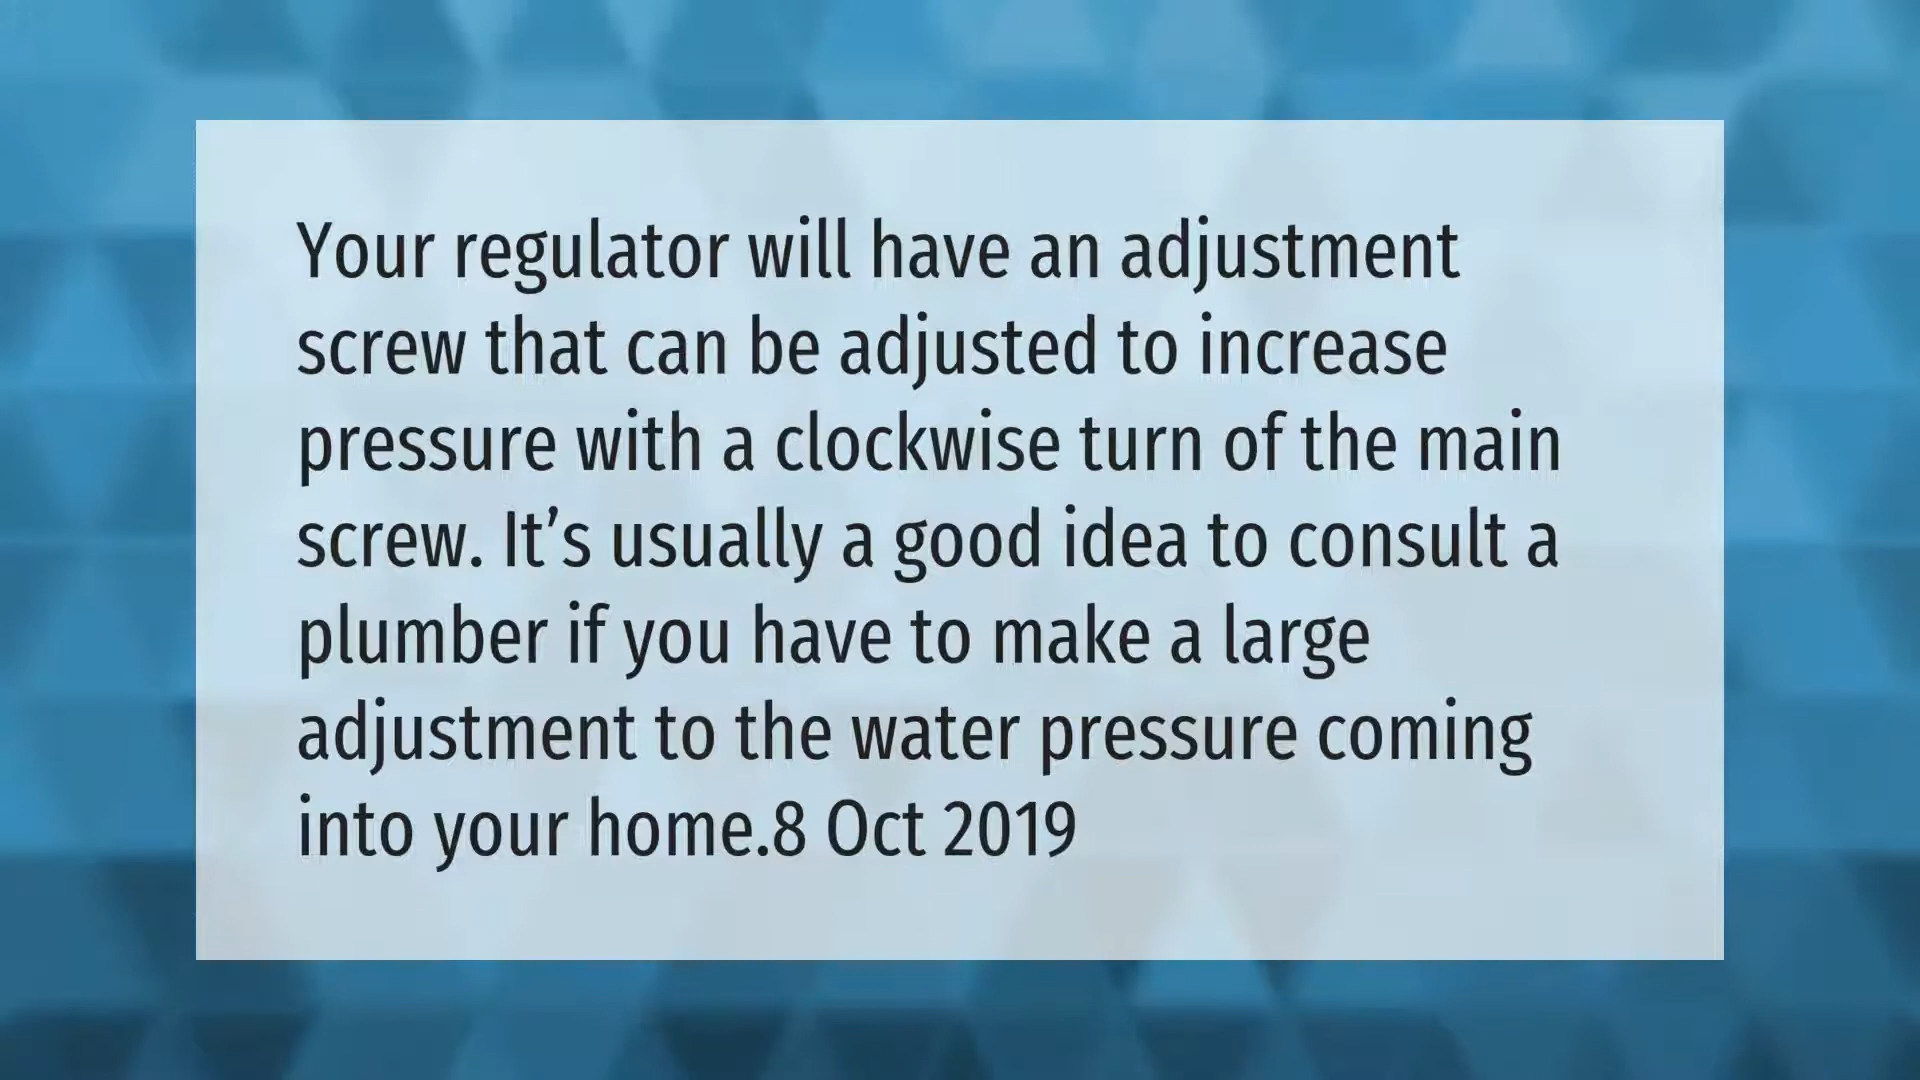 Your regulator will have an adjustment
screw that can be adjusted to increase
pressure with a clockwise turn of the main
screw. It’s usually a good idea to consult a
plumber if you have to make a large
adjustment to the water pressure coming
into your home.8 Oct 2019